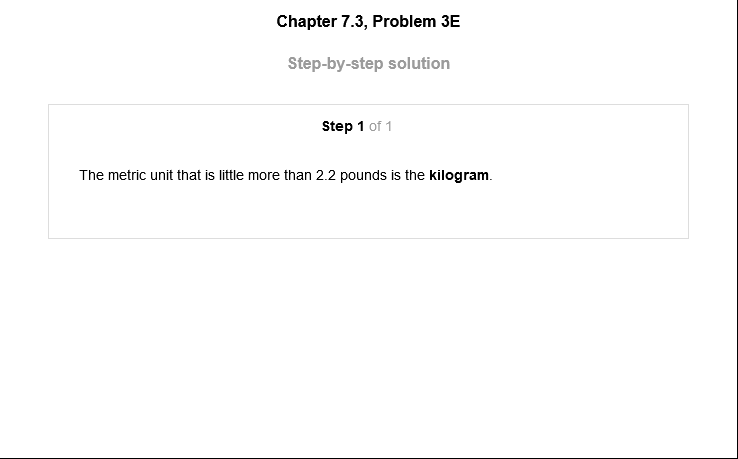 Chapter 7.3, Problem 3E
Step-by-step solution
Step 1 of 1
The metric unit that is little more than 2.2 pounds is the kilogram.